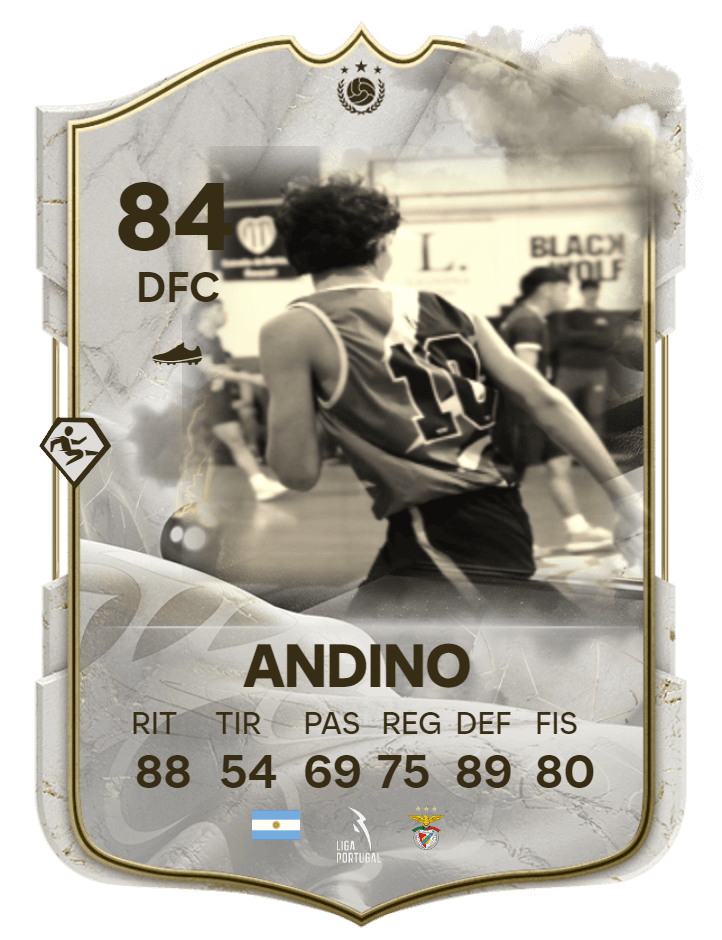 84
DFC
L.
BLACK
WOLF
10
ANDINO
RIT TIR PAS REG DEF FIS
88 54 69 75 89 80
LIGA
PORTUGAL